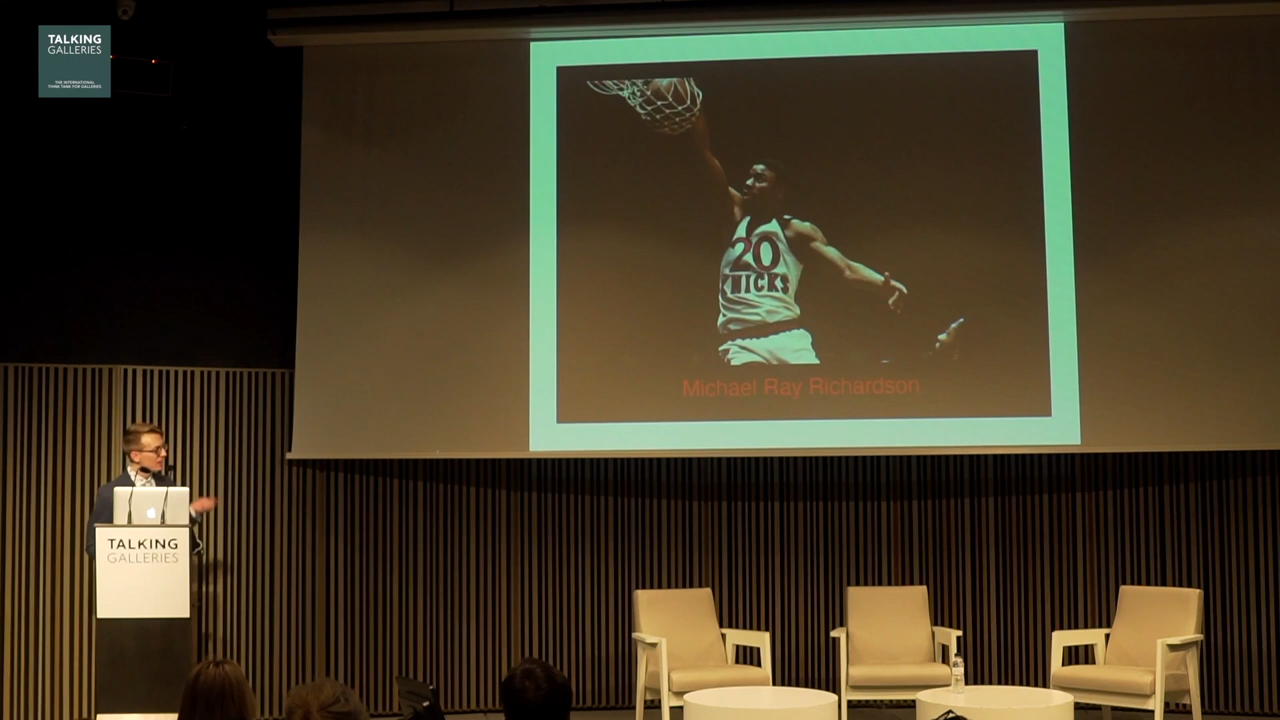 TALKING
GALLERIES
THE INTERNATIONAL
THINK TANK FOR GALLERIES
20
KNICKS
Michael Ray Richardson
TALKING
GALLERIES